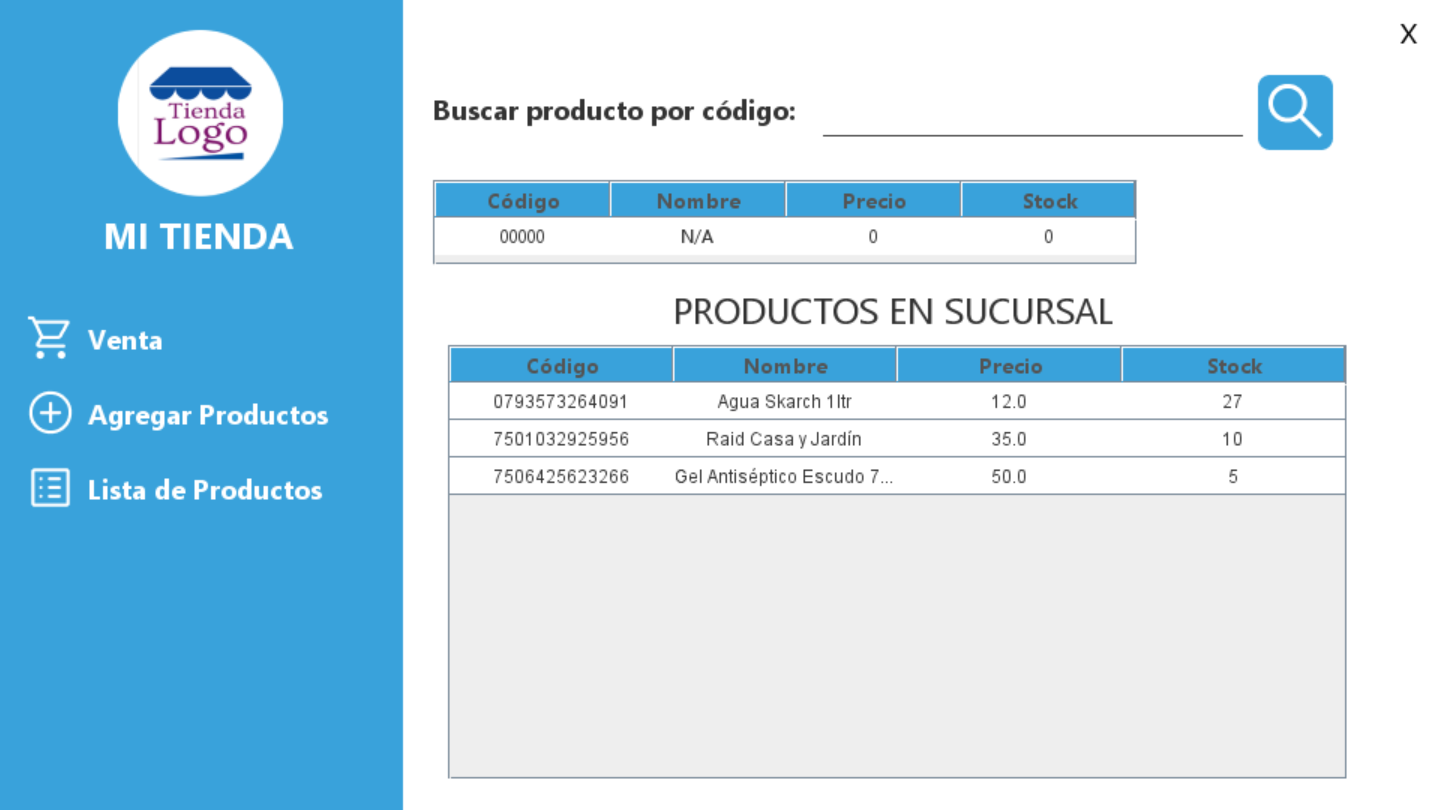 Tienda
Logo
MI TIENDA
Venta
Agregar Productos
Lista de Productos
X
Buscar producto por código:
Código Nombre Precio Stock
00000 N/A 0 0
PRODUCTOS EN SUCURSAL
Código Nombre Precio Stock
0793573264091 Agua Skarch 1ltr 12.0 27
7501032925956 Raid Casa y Jardín 35.0 10
7506425623266 Gel Antiséptico Escudo 7... 50.0 5